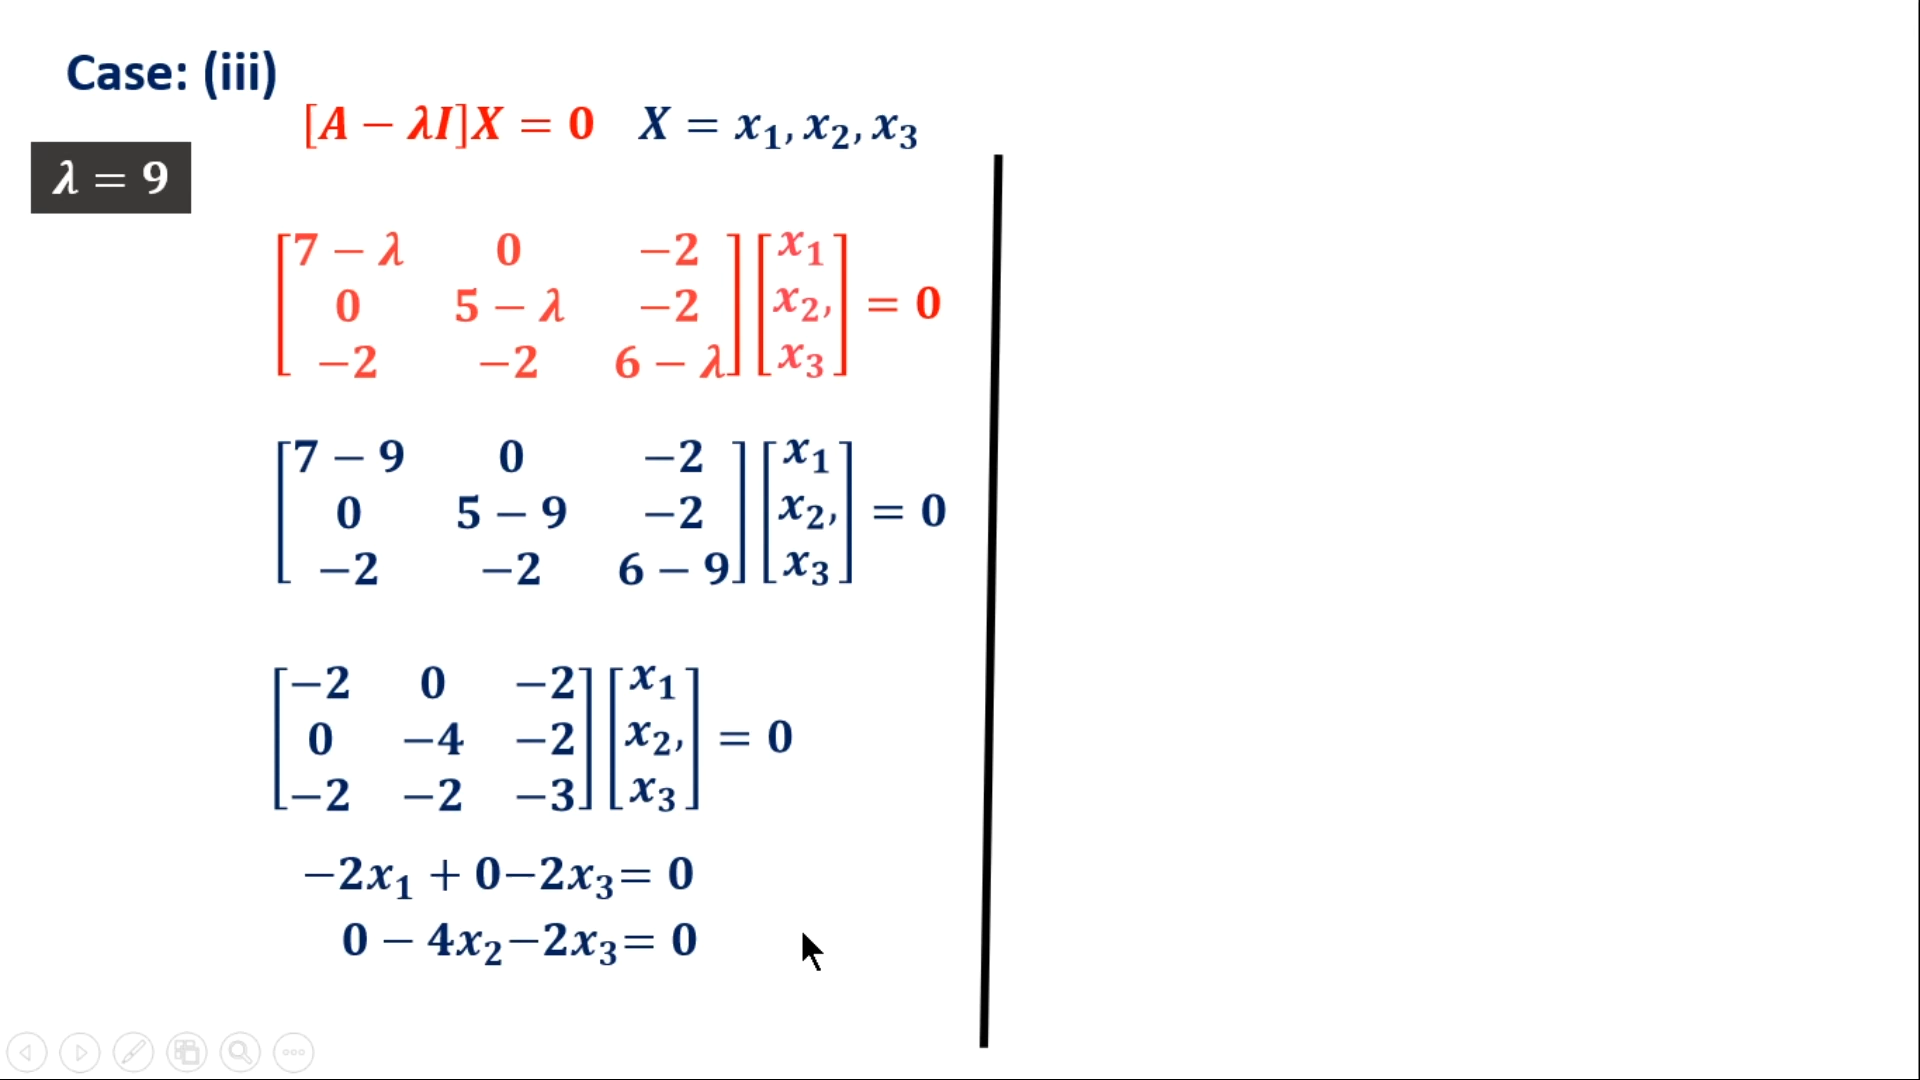 Case: (iii)
[A − λI]X = 0 X = x₁, x₂, x₃
λ = 9
[7 − λ 0 −2] [x₁]
[0 5 − λ −2] [x₂,] = 0
[−2 −2 6 − λ] [x₃]
[7 − 9 0 −2] [x₁]
[0 5 − 9 −2] [x₂,] = 0
[−2 −2 6 − 9] [x₃]
[−2 0 −2] [x₁]
[0 −4 −2] [x₂,] = 0
[−2 −2 −3] [x₃]
−2x₁ + 0−2x₃= 0
0 − 4x₂−2x₃= 0